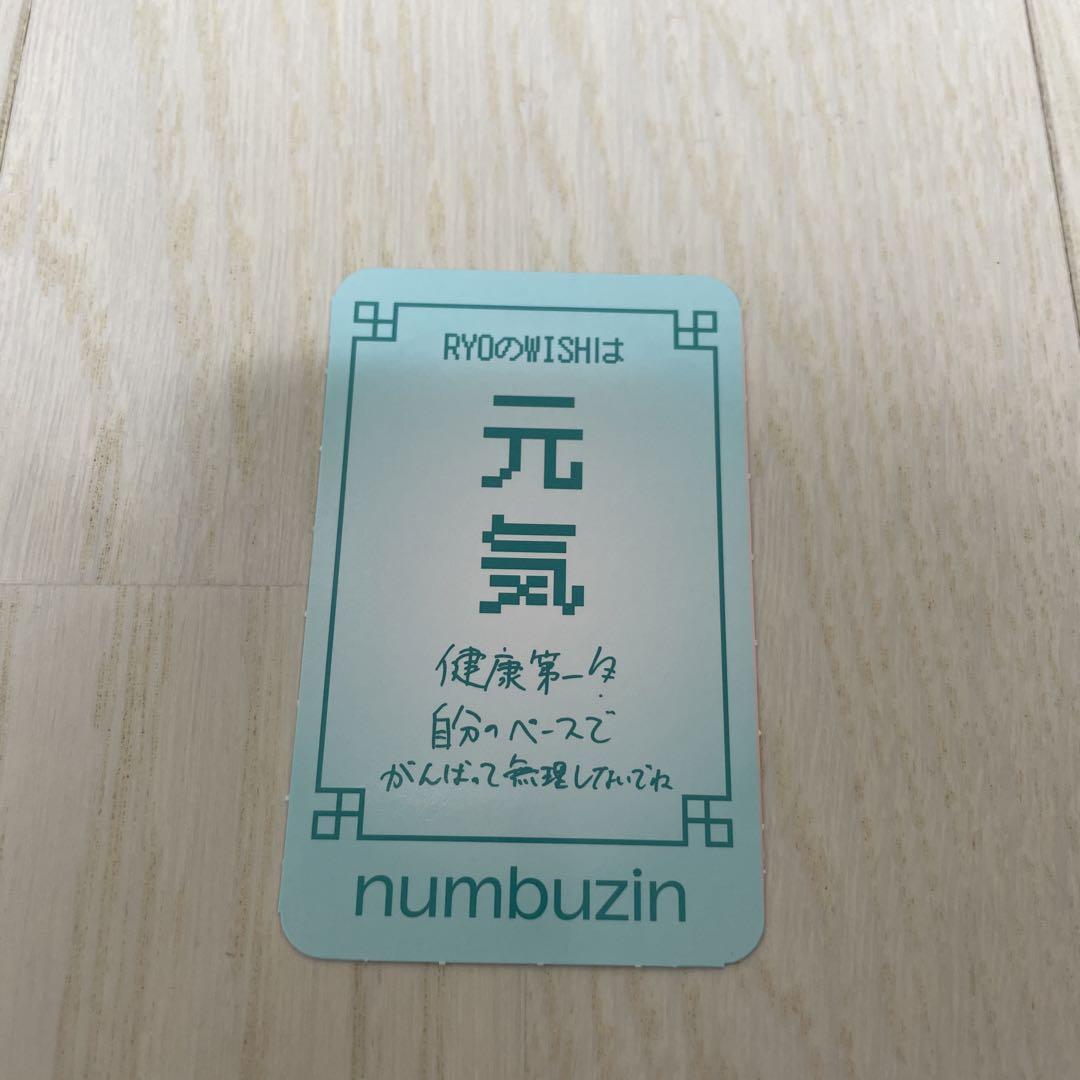 RYOのWISHは
元
気
健康第一!
自分のペースで
がんばって無理しないでね
numbuzin